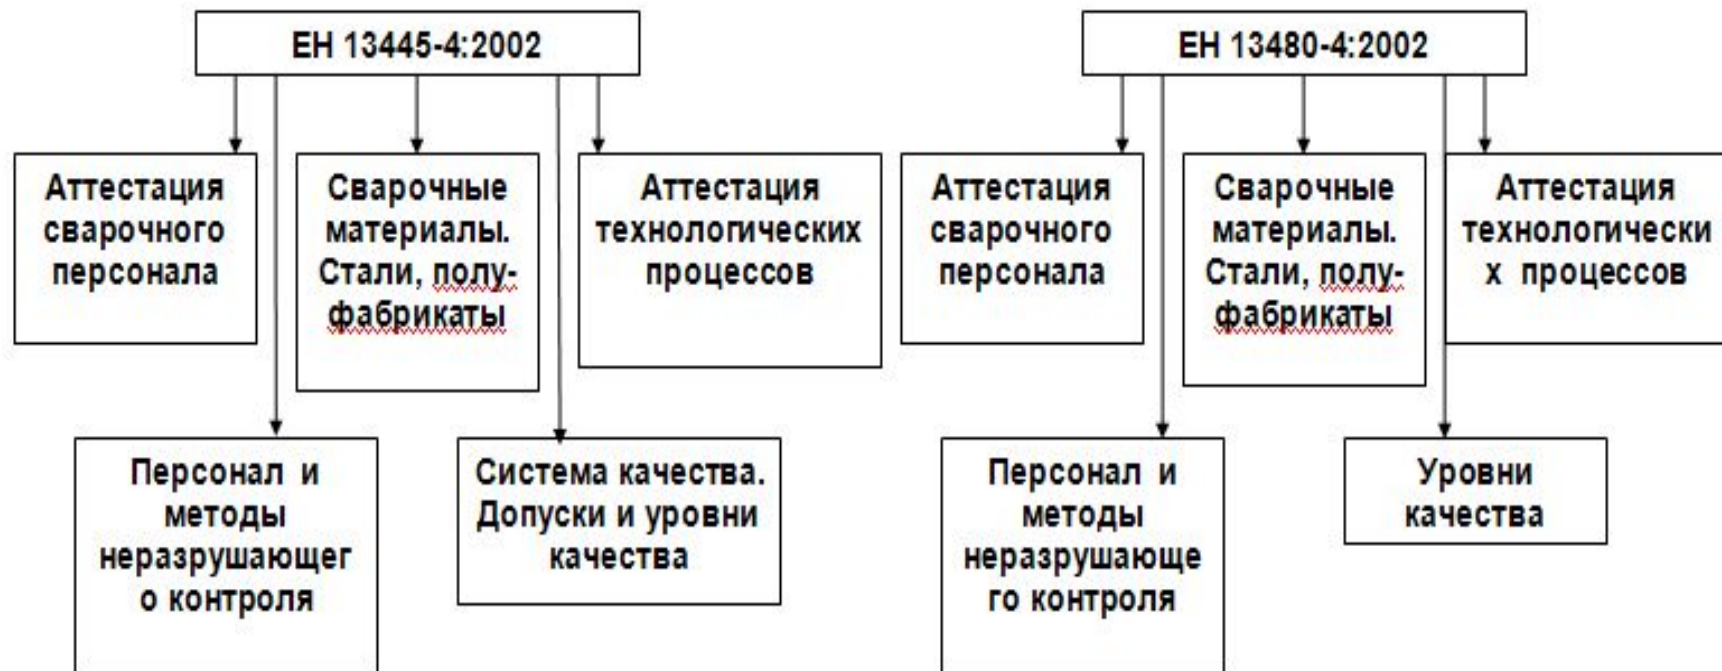 ЕН 13445-4:2002
Аттестация
сварочного
персонала
Сварочные
материалы.
Стали, полу-
фабрикаты
Аттестация
технологических
процессов
Персонал и
методы
неразрушающег
о контроля
Система качества.
Допуски и уровни
качества
ЕН 13480-4:2002
Аттестация
сварочного
персонала
Сварочные
материалы.
Стали, полу-
фабрикаты
Аттестация
технологически
х процессов
Персонал и
методы
неразрушающе
го контроля
Уровни
качества